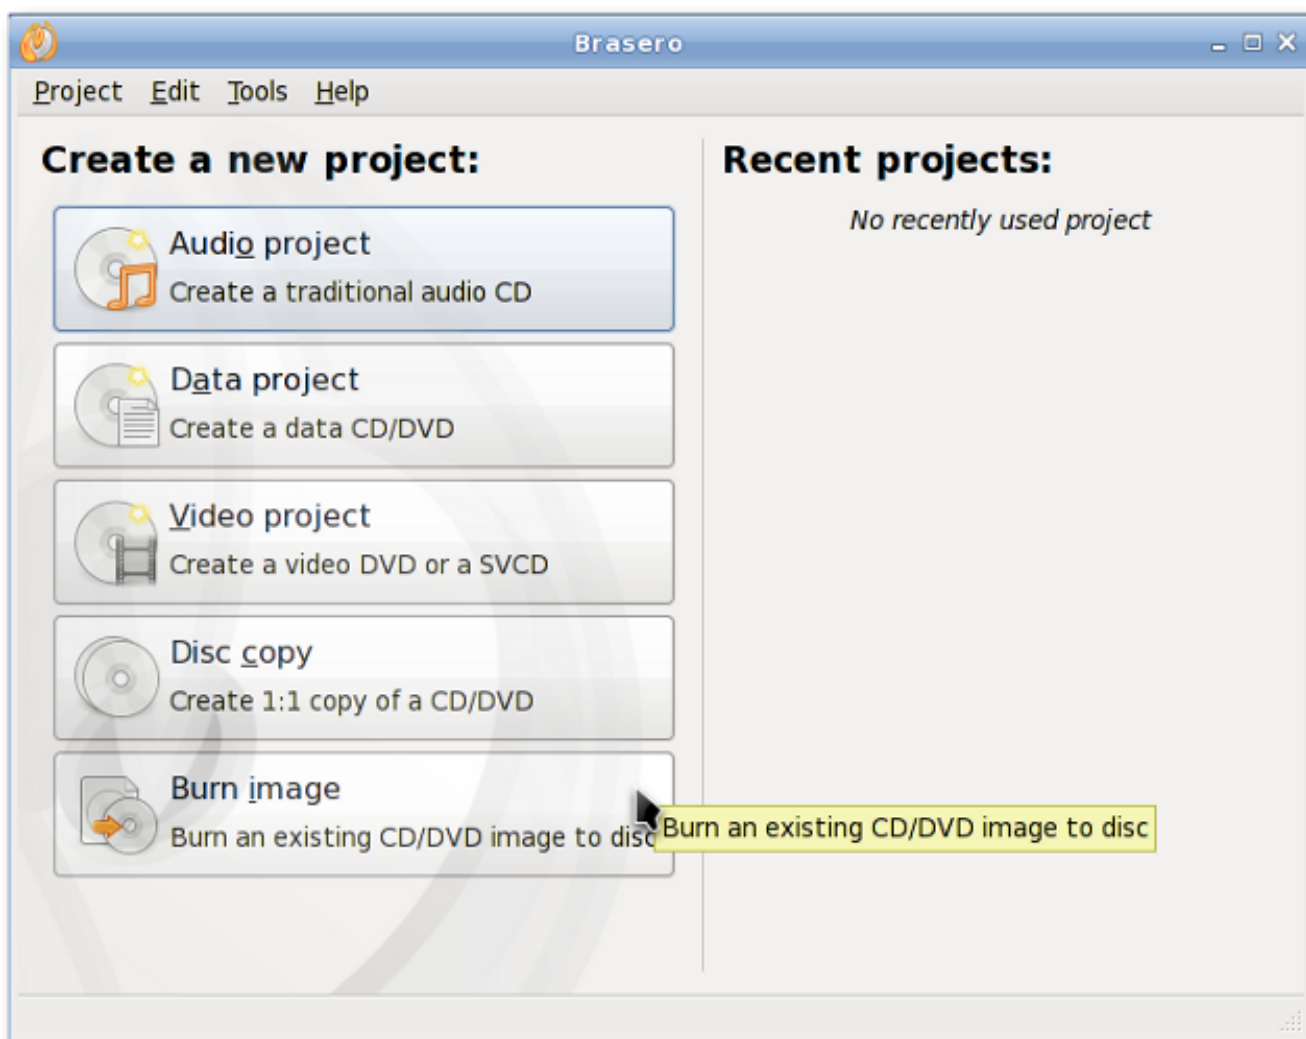 Brasero
Project Edit Tools Help
Create a new project:
Audio project
Create a traditional audio CD
Data project
Create a data CD/DVD
Video project
Create a video DVD or a SVCD
Disc copy
Create 1:1 copy of a CD/DVD
Burn image
Burn an existing CD/DVD image to disc
Recent projects:
No recently used project
Burn an existing CD/DVD image to disc